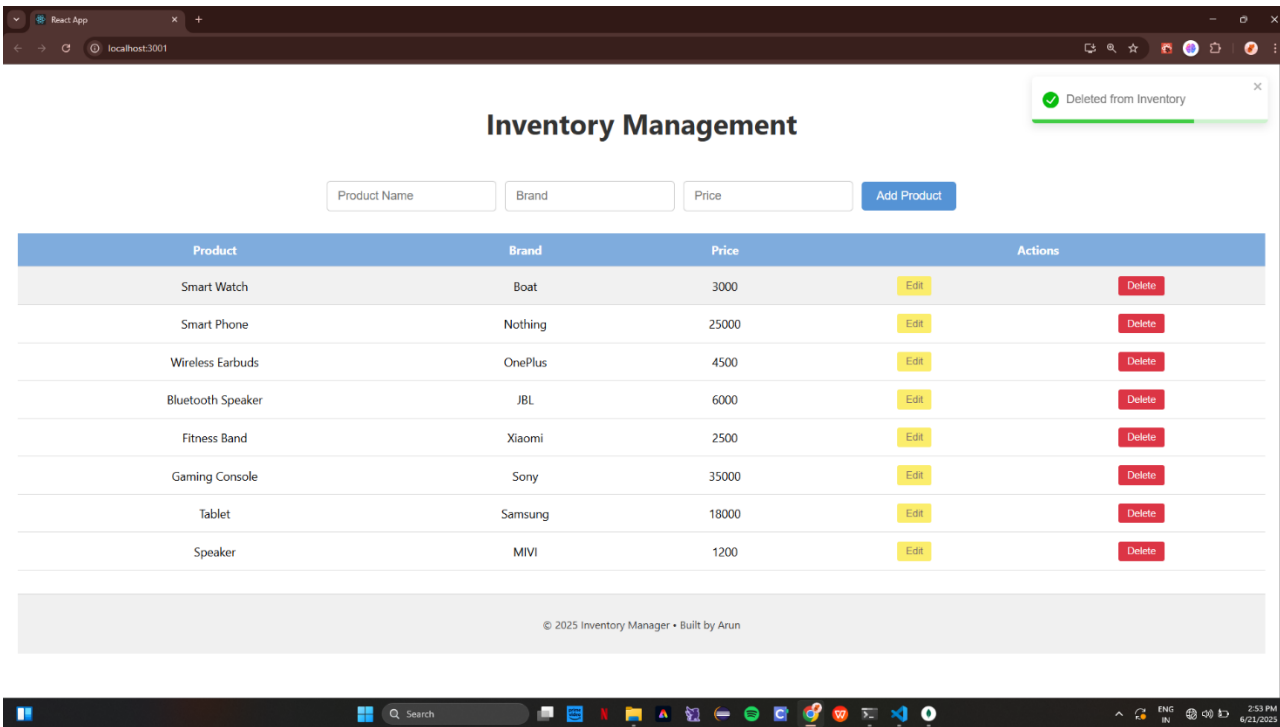 React App
localhost:3001
Deleted from Inventory
Inventory Management
Product Name Brand Price Add Product
Product Brand Price Actions
Smart Watch Boat 3000 Edit Delete
Smart Phone Nothing 25000 Edit Delete
Wireless Earbuds OnePlus 4500 Edit Delete
Bluetooth Speaker JBL 6000 Edit Delete
Fitness Band Xiaomi 2500 Edit Delete
Gaming Console Sony 35000 Edit Delete
Tablet Samsung 18000 Edit Delete
Speaker MIVI 1200 Edit Delete
© 2025 Inventory Manager • Built by Arun
Search
ENG
IN
2:53 PM
6/21/2025